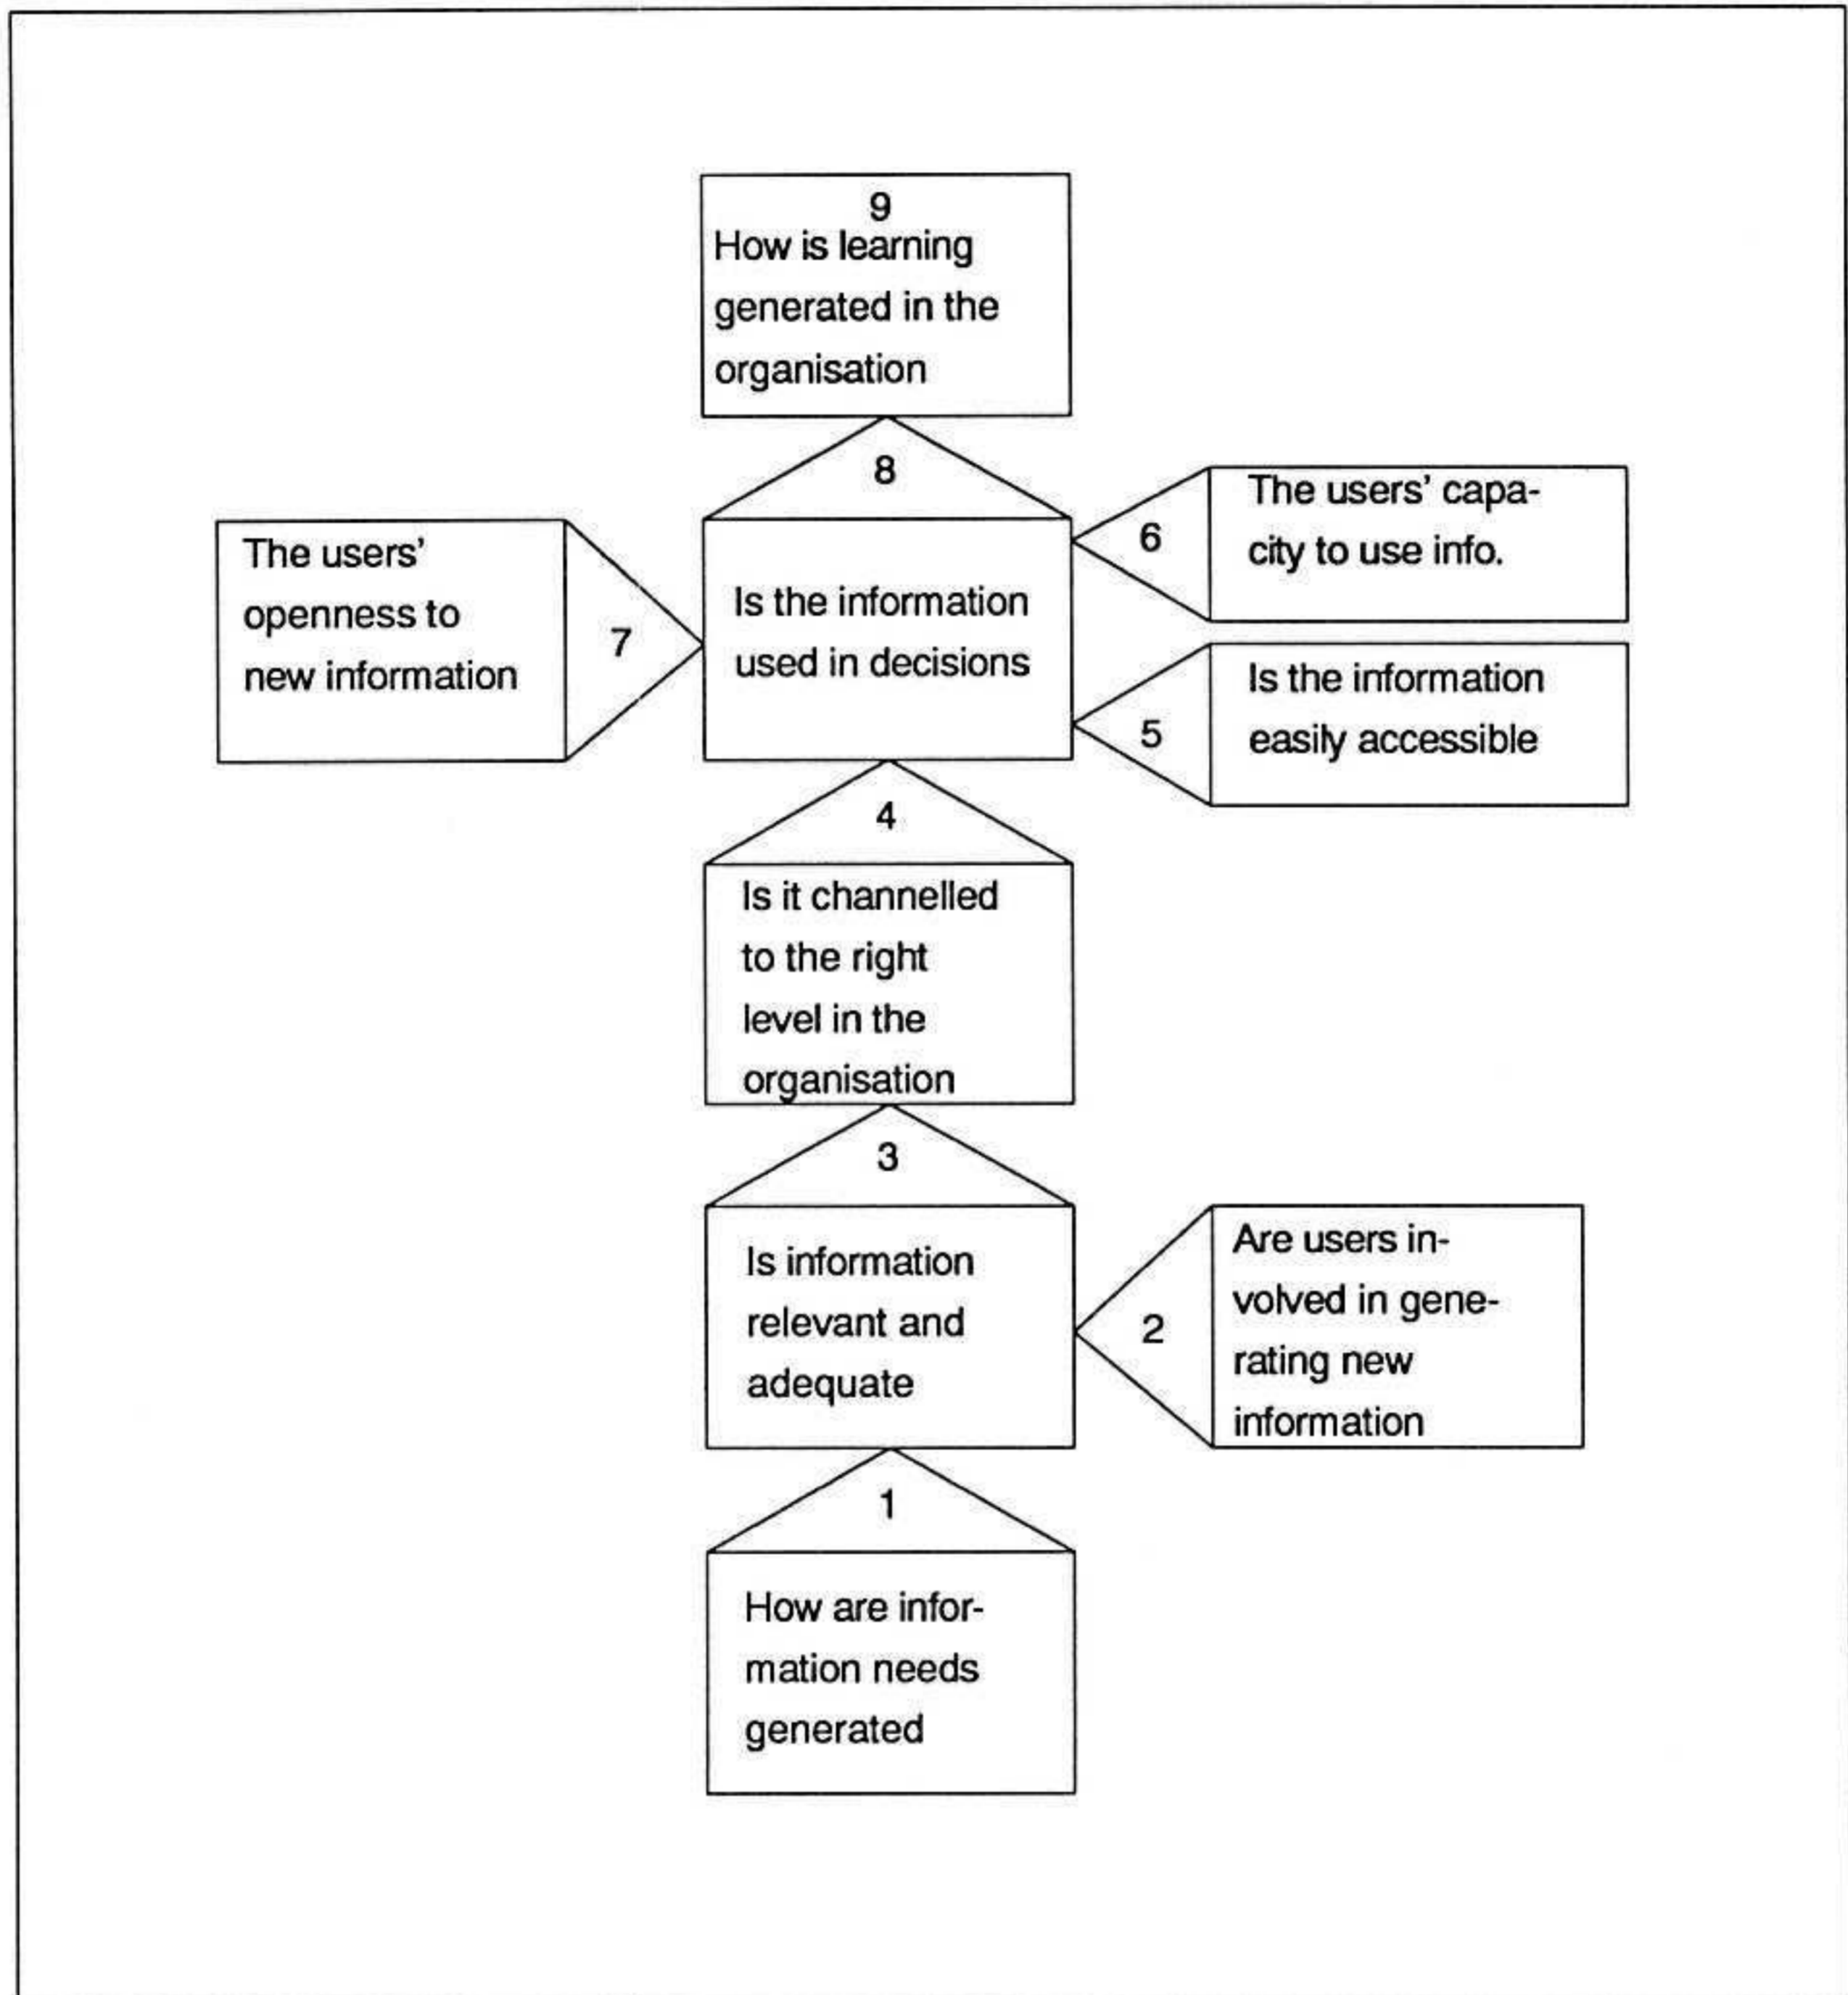 9
How is learning
generated in the
organisation
8
The users' capa-
city to use info.
6
The users'
openness to
new information
7
Is the information
used in decisions
Is the information
easily accessible
5
4
Is it channelled
to the right
level in the
organisation
3
Is information
relevant and
adequate
Are users in-
volved in gene-
rating new
information
2
1
How are infor-
mation needs
generated